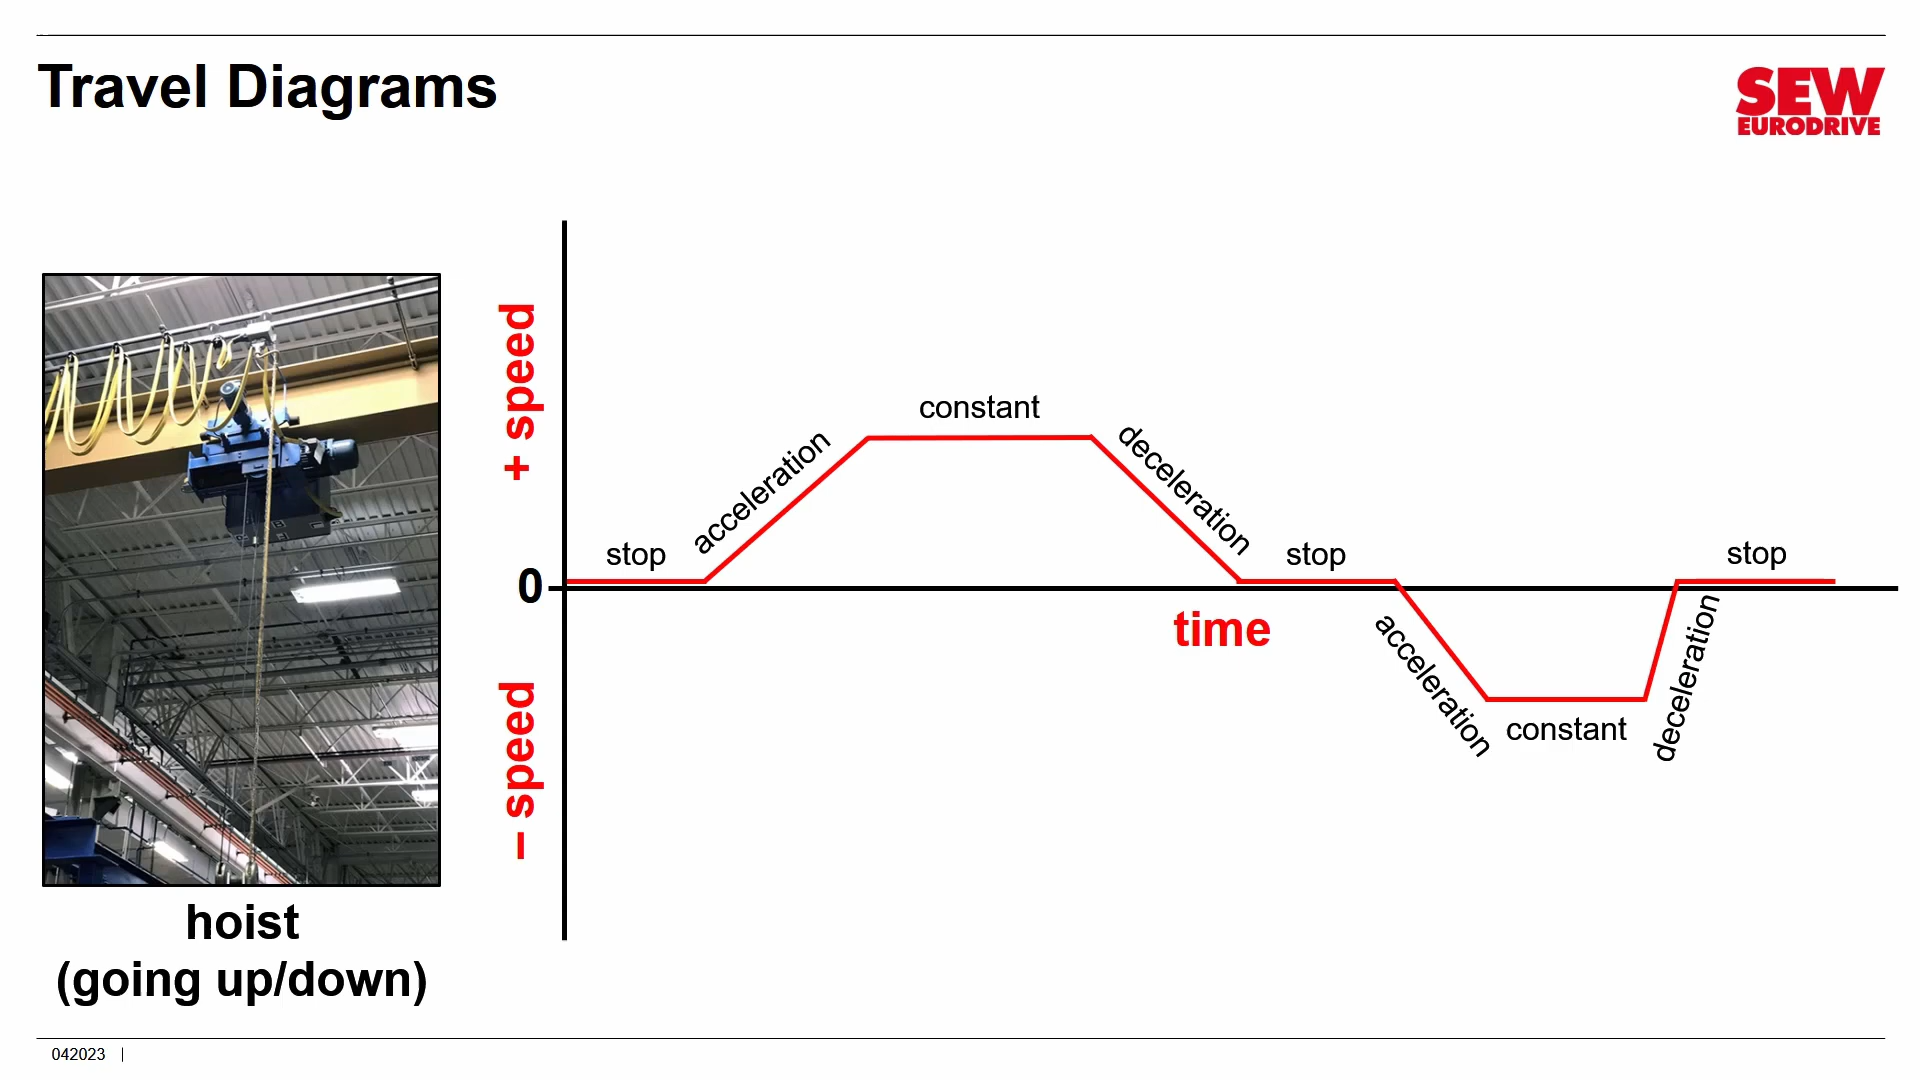 Travel Diagrams
SEW
EURODRIVE
+ speed
constant
acceleration
deceleration
stop
stop
stop
0
time
– speed
acceleration
constant
deceleration
hoist
(going up/down)
042023 |